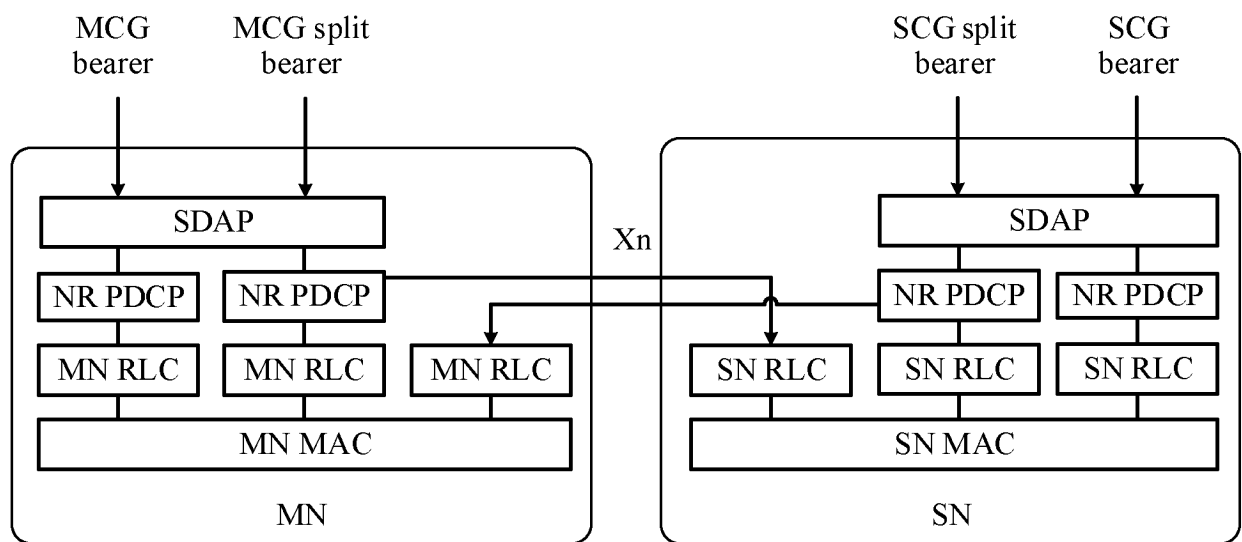 MCG
bearer
MCG split
bearer
SCG split
bearer
SCG
bearer
SDAP
Xn
SDAP
NR PDCP
NR PDCP
NR PDCP
NR PDCP
MN RLC
MN RLC
MN RLC
SN RLC
SN RLC
SN RLC
MN MAC
SN MAC
MN
SN